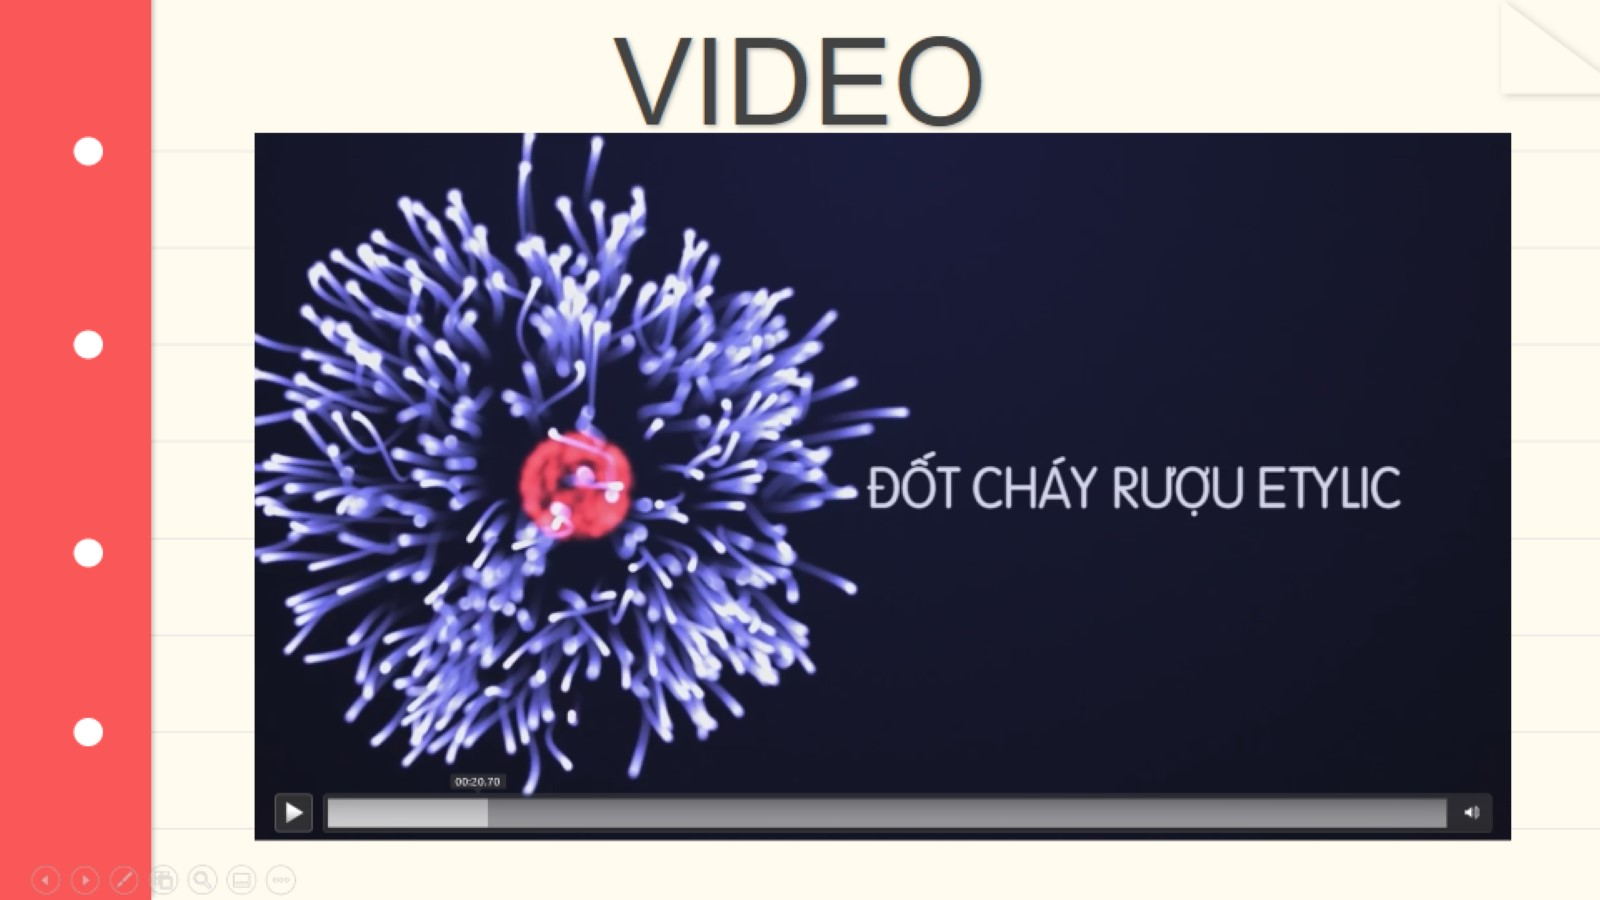 VIDEO
ĐỐT CHÁY RƯỢU ETYLIC
00:20.70